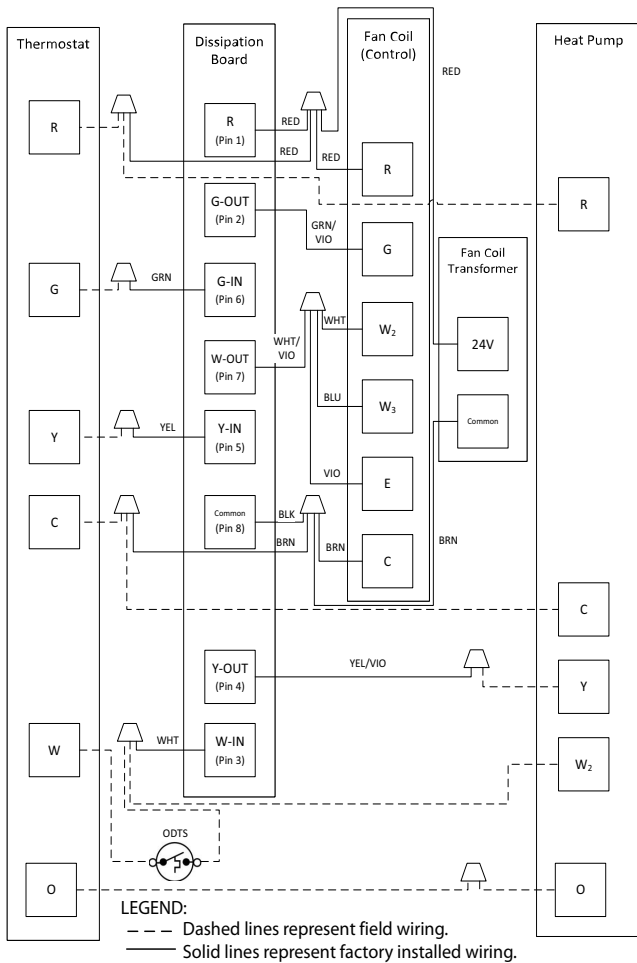 Thermostat
Dissipation
Board
Fan Coil
(Control)
Heat Pump
RED
R
R
(Pin 1)
RED
RED
RED
R
R
G-OUT
(Pin 2)
GRN/
VIO
G
Fan Coil
Transformer
G
GRN
G-IN
(Pin 6)
WHT
W2
24V
W-OUT
(Pin 7)
WHT/
VIO
BLU
W3
Common
Y
YEL
Y-IN
(Pin 5)
VIO
E
C
Common
(Pin 8)
BLK
BRN
BRN
C
BRN
C
Y-OUT
(Pin 4)
YEL/VIO
Y
W
WHT
W-IN
(Pin 3)
W2
ODTS
O
O
LEGEND:
Dashed lines represent field wiring.
Solid lines represent factory installed wiring.